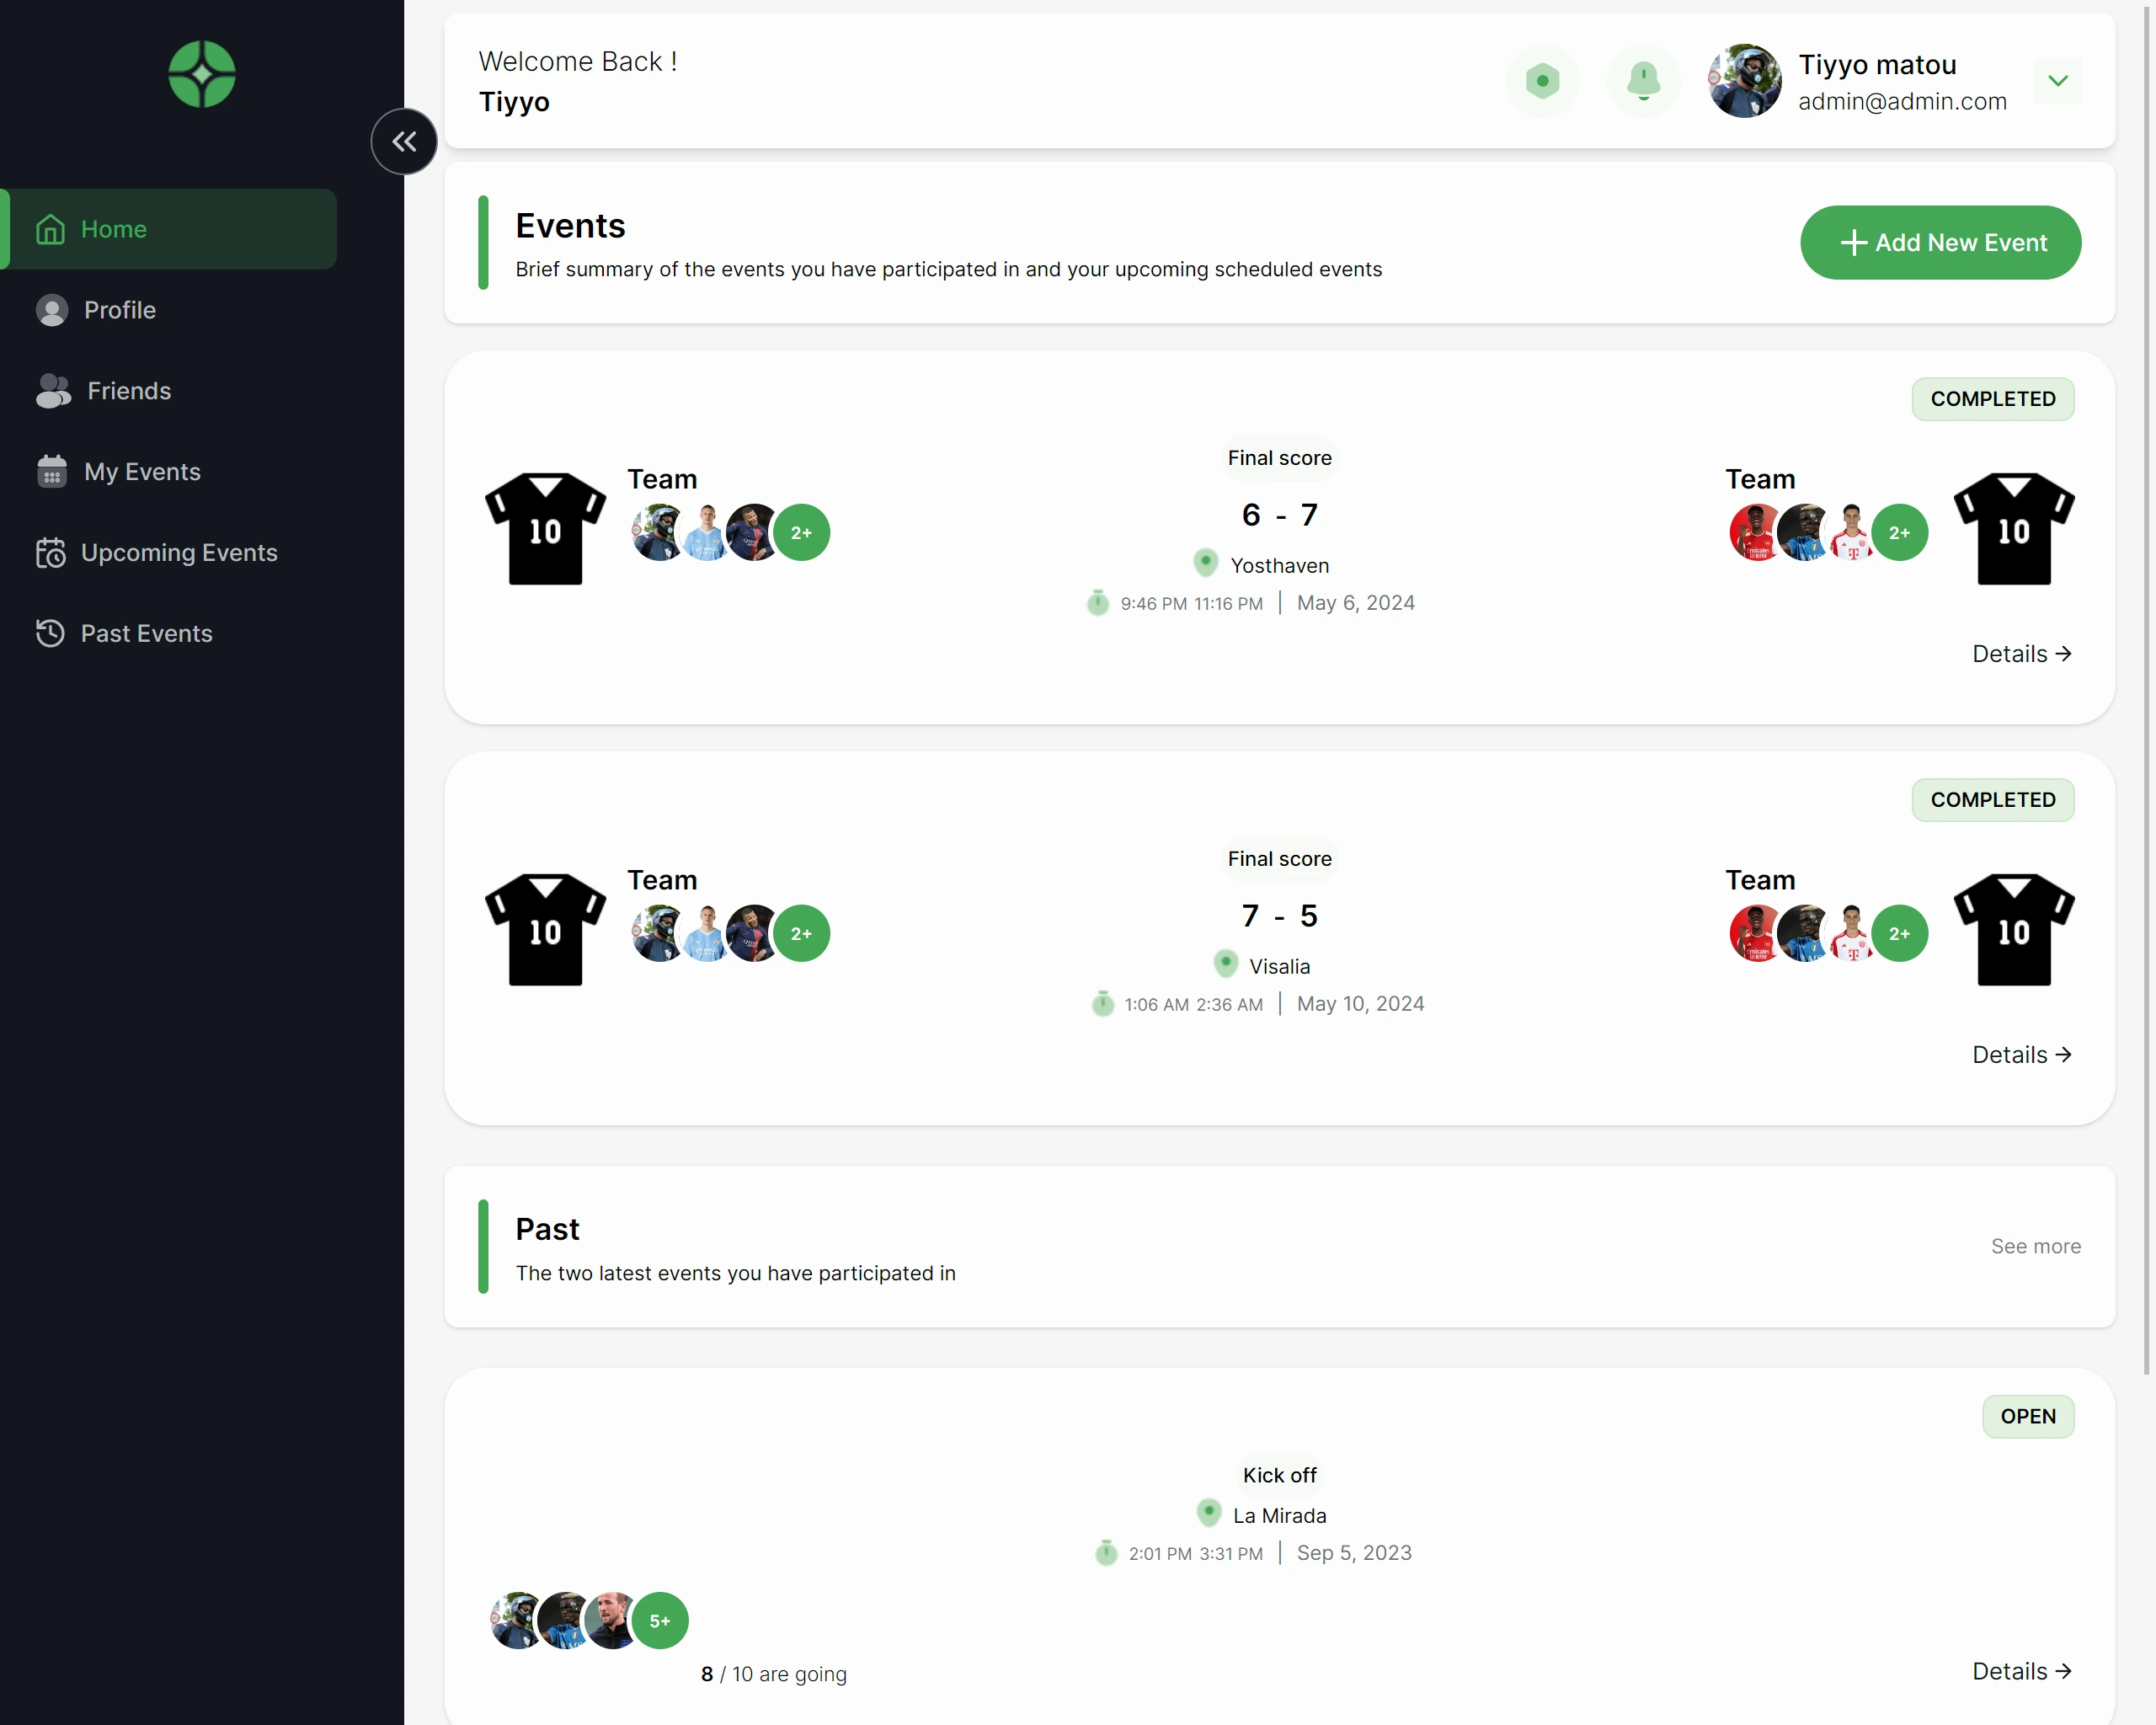 Welcome Back !
Tiyyo
Tiyyo matou
admin@admin.com
Home
Profile
Friends
My Events
Upcoming Events
Past Events
Events
Brief summary of the events you have participated in and your upcoming scheduled events
Add New Event
COMPLETED
10
Team
2+
Final score
6 - 7
Yosthaven
9:46 PM 11:16 PM | May 6, 2024
Team
2+
10
Details
COMPLETED
10
Team
2+
Final score
7 - 5
Visalia
1:06 AM 2:36 AM | May 10, 2024
Team
2+
10
Details
Past
The two latest events you have participated in
See more
OPEN
Kick off
La Mirada
2:01 PM 3:31 PM | Sep 5, 2023
5+
8 / 10 are going
Details